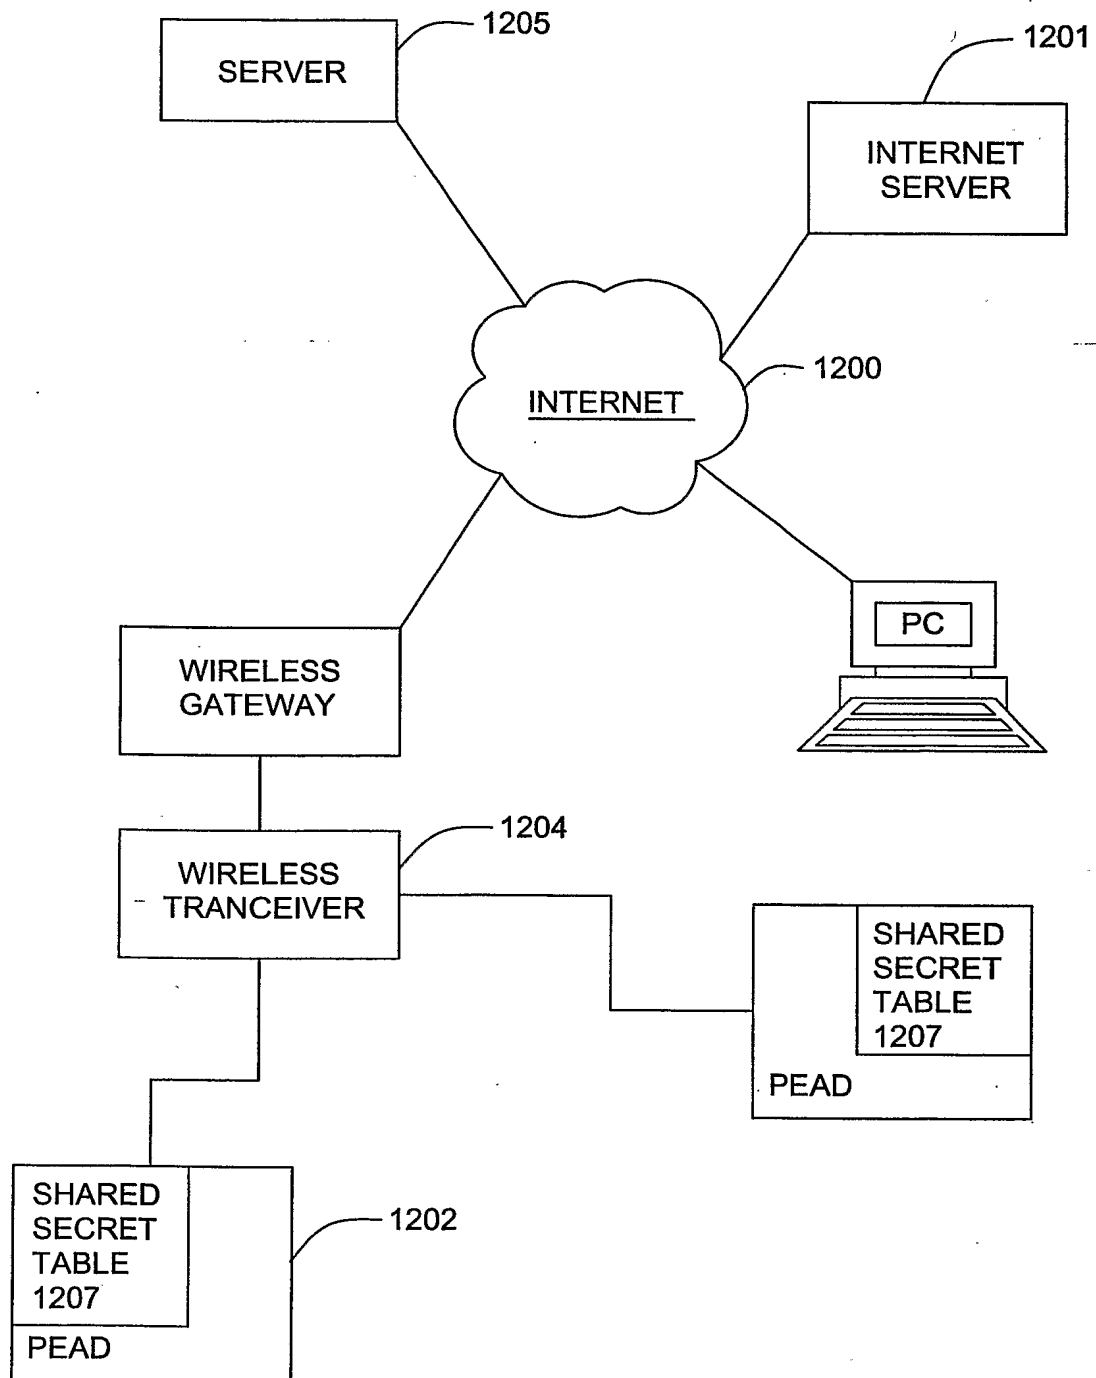 1205
SERVER
1201
INTERNET
SERVER
1200
INTERNET
PC
WIRELESS
GATEWAY
1204
WIRELESS
TRANCEIVER
SHARED
SECRET
TABLE
1207
PEAD
SHARED
SECRET
TABLE
1207
PEAD
1202